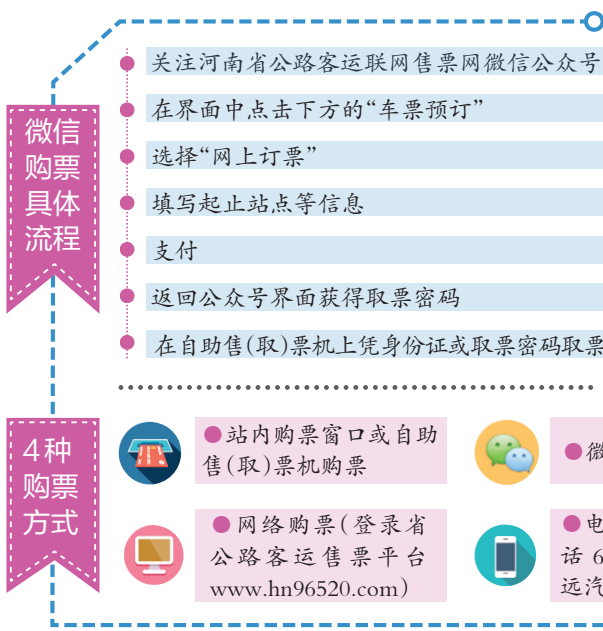 微信
购票
具体
流程
关注河南省公路客运联网售票网微信公众号
在界面中点击下方的“车票预订”
选择“网上订票”
填写起止站点等信息
支付
返回公众号界面获得取票密码
在自助售(取)票机上凭身份证或取票密码取票
4种
购票
方式
●站内购票窗口或自助
售(取)票机购票
●微
●网络购票(登录省
公路客运售票平台
www.hn96520.com)
●电
话 6
远汽